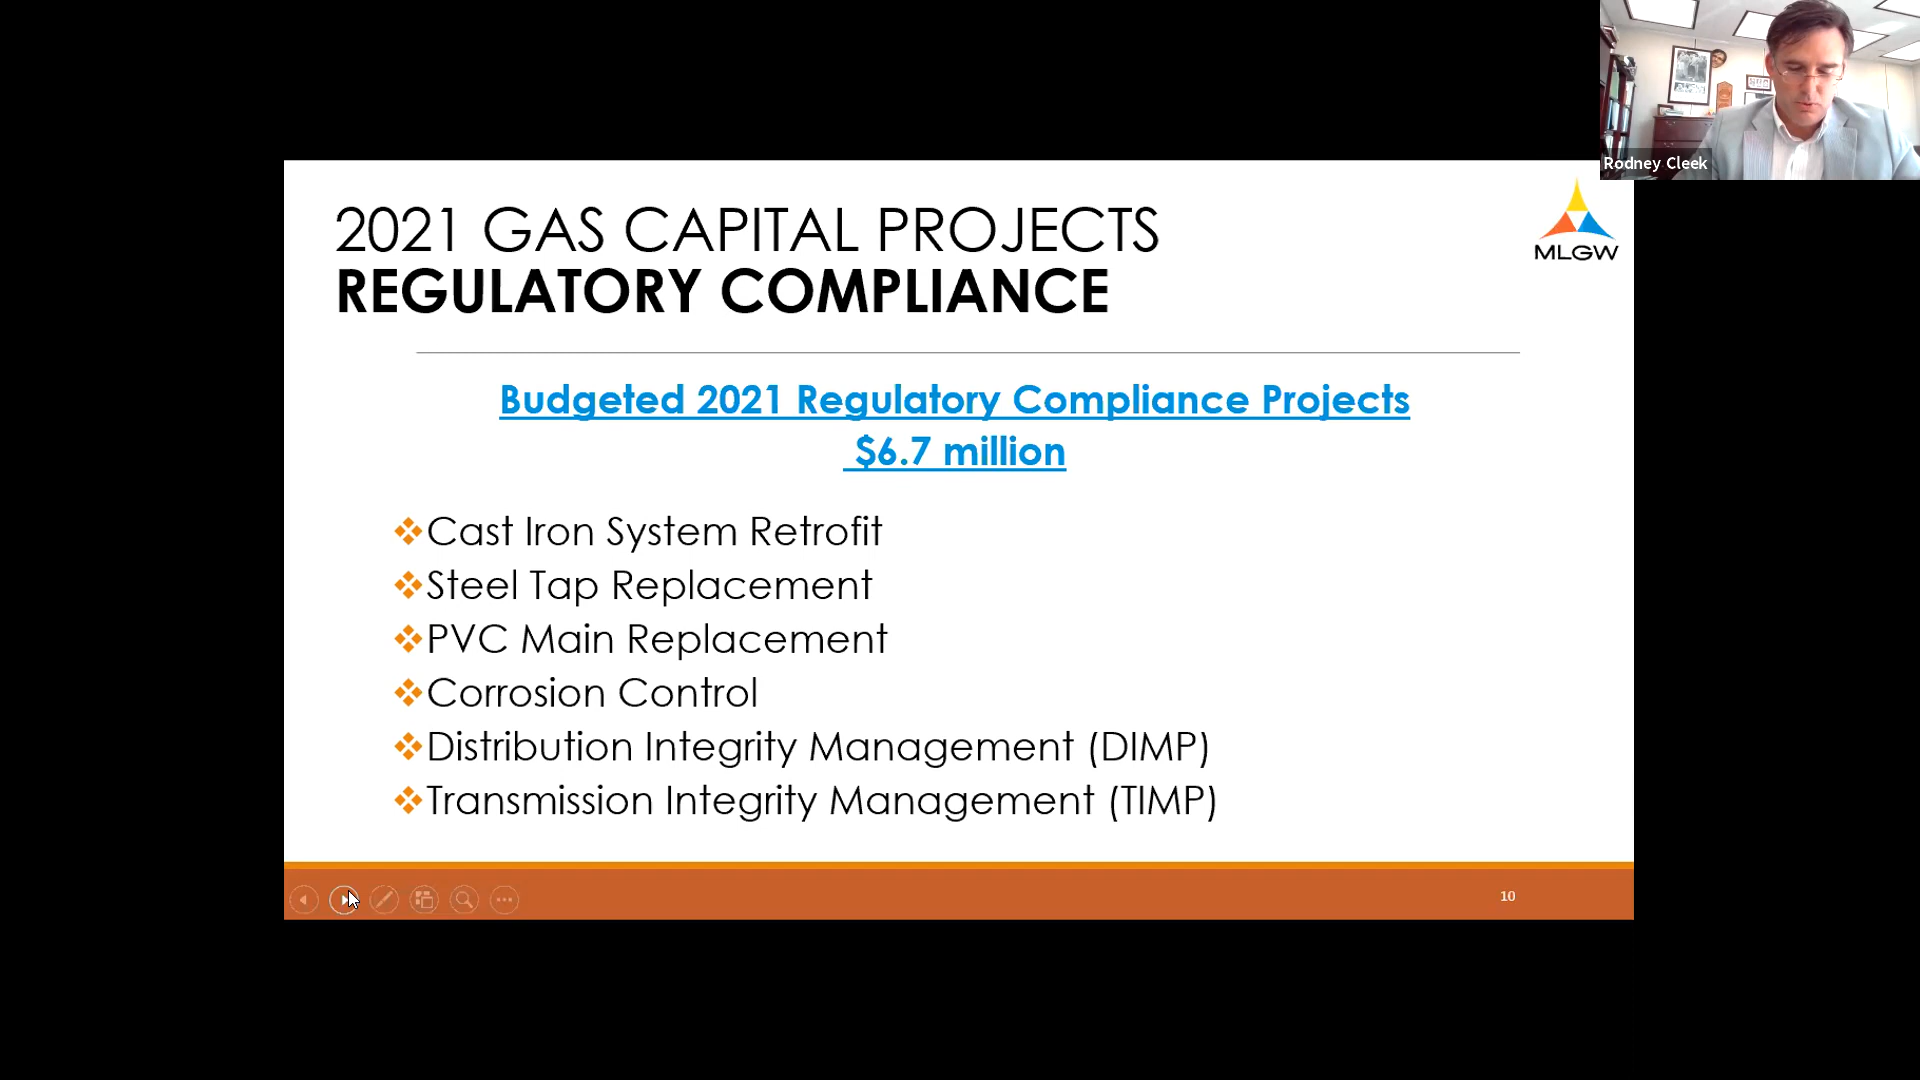 Rodney Cleek
2021 GAS CAPITAL PROJECTS
REGULATORY COMPLIANCE
MLGW
Budgeted 2021 Regulatory Compliance Projects
$6.7 million
Cast Iron System Retrofit
Steel Tap Replacement
PVC Main Replacement
Corrosion Control
Distribution Integrity Management (DIMP)
Transmission Integrity Management (TIMP)
10